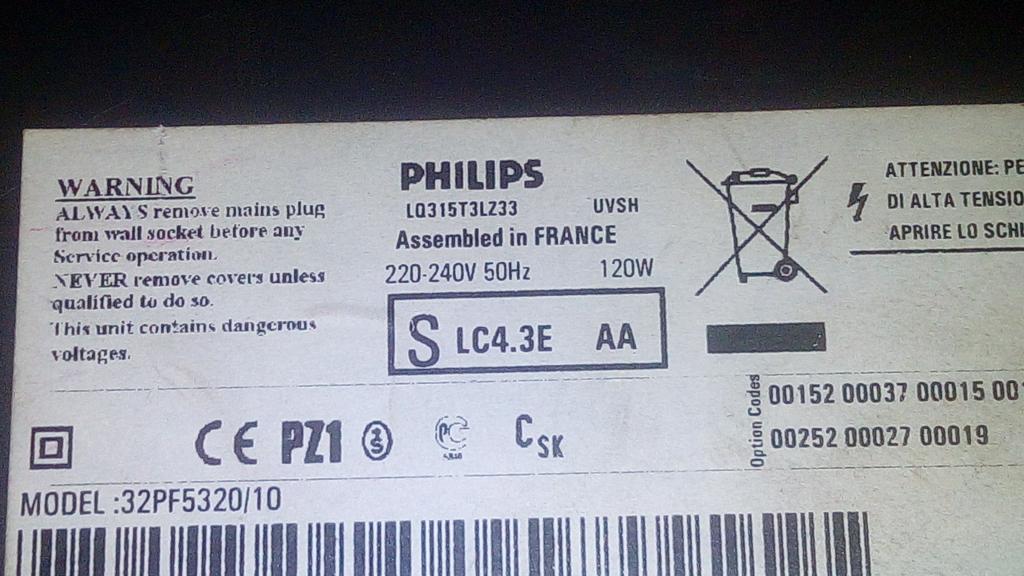 WARNING
ALWAYS remove mains plug
from wall socket before any
Service operation.
NEVER remove covers unless
qualified to do so.
This unit contains dangerous
voltages.
PHILIPS
LQ315T3LZ33 UVSH
Assembled in FRANCE
220-240V 50Hz 120W
S LC4.3E AA
ATTENZIONE: PE
DI ALTA TENSIO
APRIRE LO SCH
Option Codes
00152 00037 00015 00
00252 00027 00019
CE PZ1
CSK
MODEL :32PF5320/10